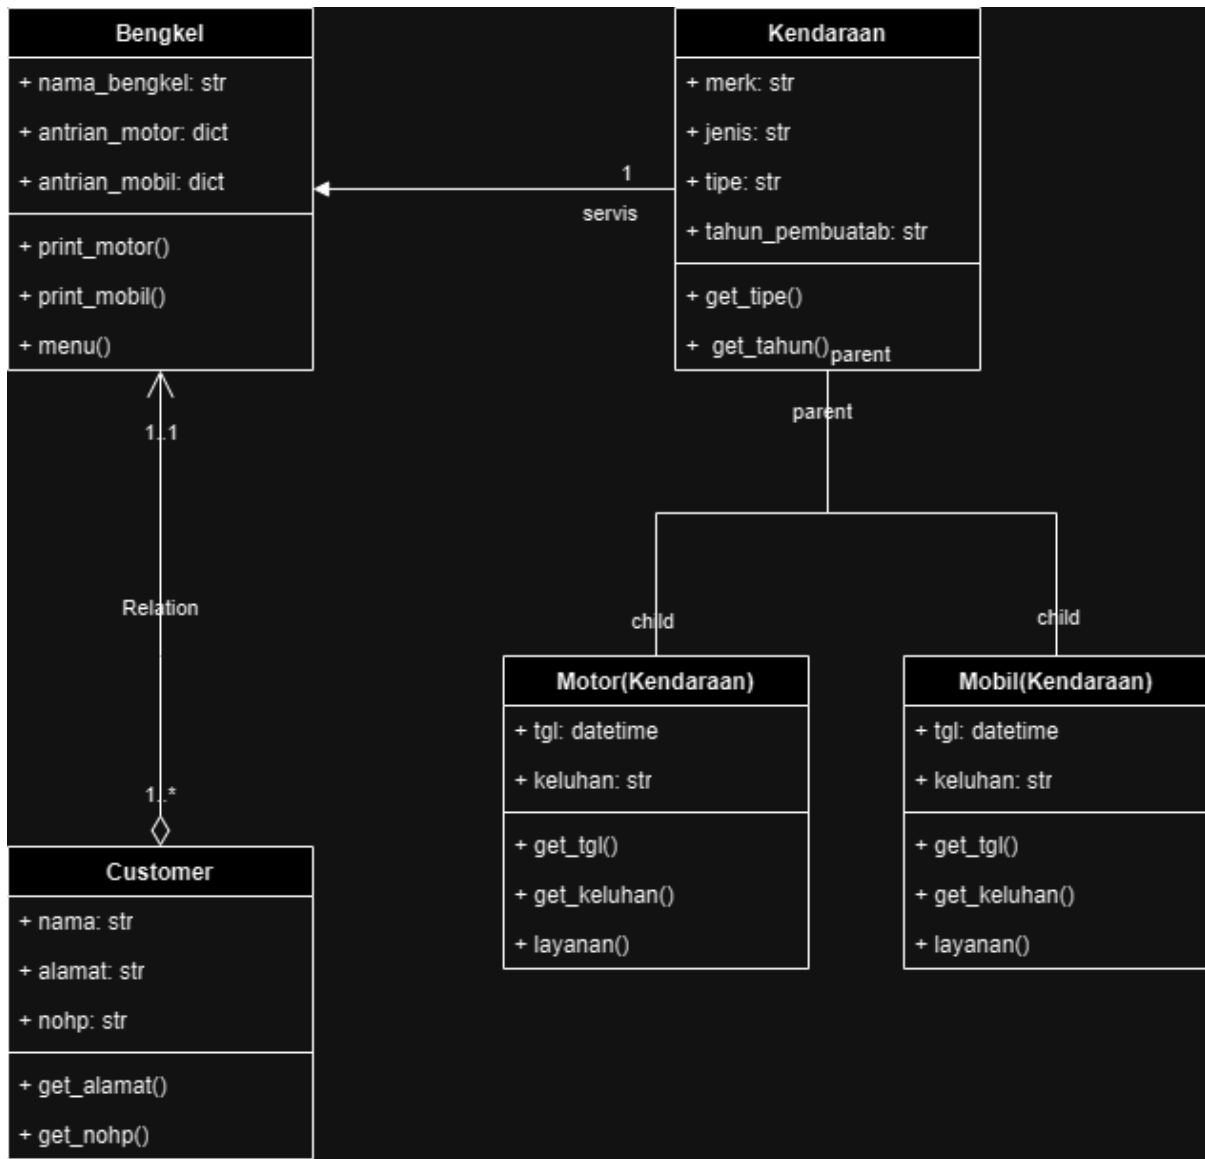 Bengkel
+ nama_bengkel: str
+ antrian_motor: dict
+ antrian_mobil: dict
+ print_motor()
+ print_mobil()
+ menu()
1
servis
Kendaraan
+ merk: str
+ jenis: str
+ tipe: str
+ tahun_pembuatab: str
+ get_tipe()
+ get_tahun()
parent
parent
1..1
Relation
1..*
child
child
Motor(Kendaraan)
+ tgl: datetime
+ keluhan: str
+ get_tgl()
+ get_keluhan()
+ layanan()
Mobil(Kendaraan)
+ tgl: datetime
+ keluhan: str
+ get_tgl()
+ get_keluhan()
+ layanan()
Customer
+ nama: str
+ alamat: str
+ nohp: str
+ get_alamat()
+ get_nohp()